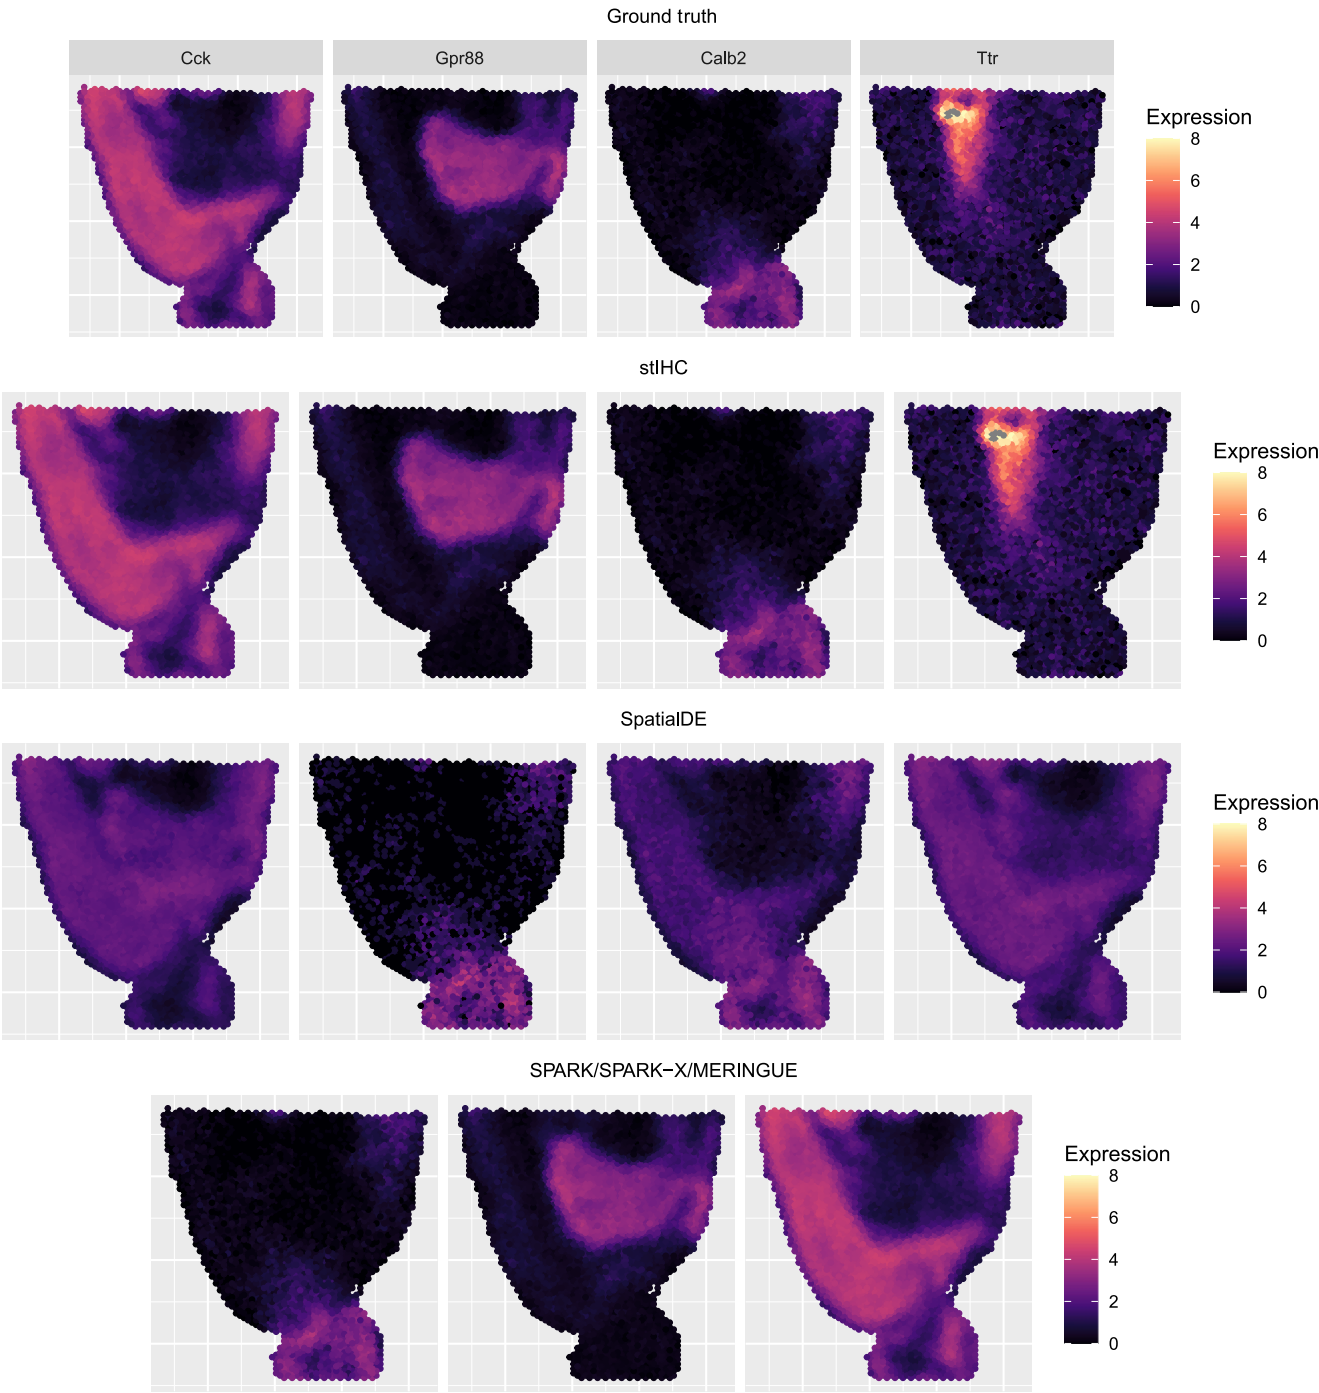 Ground truth
Cck
Gpr88
Calb2
Ttr
Expression
8
6
4
2
0
stIHC
Expression
8
6
4
2
0
SpatialDE
Expression
8
6
4
2
0
SPARK/SPARK−X/MERINGUE
Expression
8
6
4
2
0